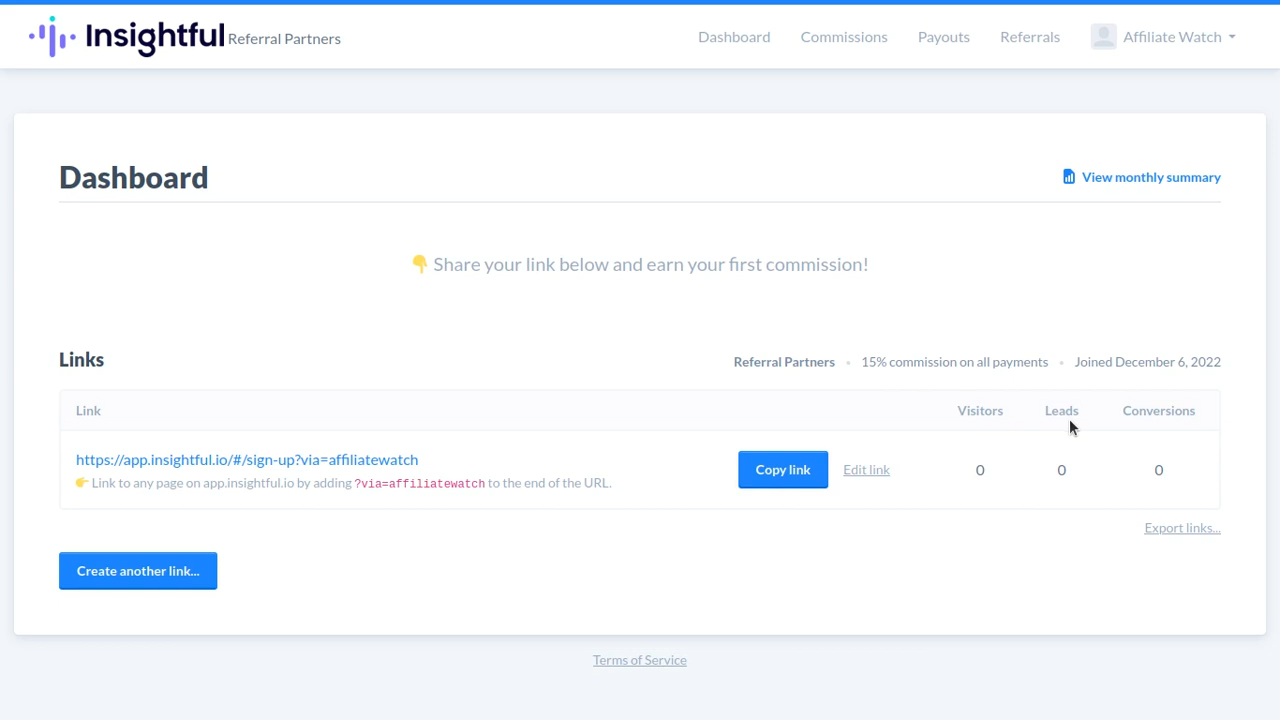 Insightful Referral Partners
Dashboard Commissions Payouts Referrals Affiliate Watch
Dashboard
View monthly summary
👇 Share your link below and earn your first commission!
Links
Referral Partners • 15% commission on all payments • Joined December 6, 2022
Link Visitors Leads Conversions
https://app.insightful.io/#/sign-up?via=affiliatewatch
👉 Link to any page on app.insightful.io by adding ?via=affiliatewatch to the end of the URL.
Copy link Edit link 0 0 0
Export links...
Create another link...
Terms of Service